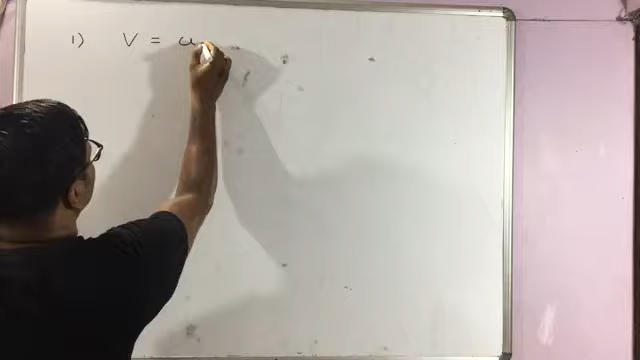 1) V = u